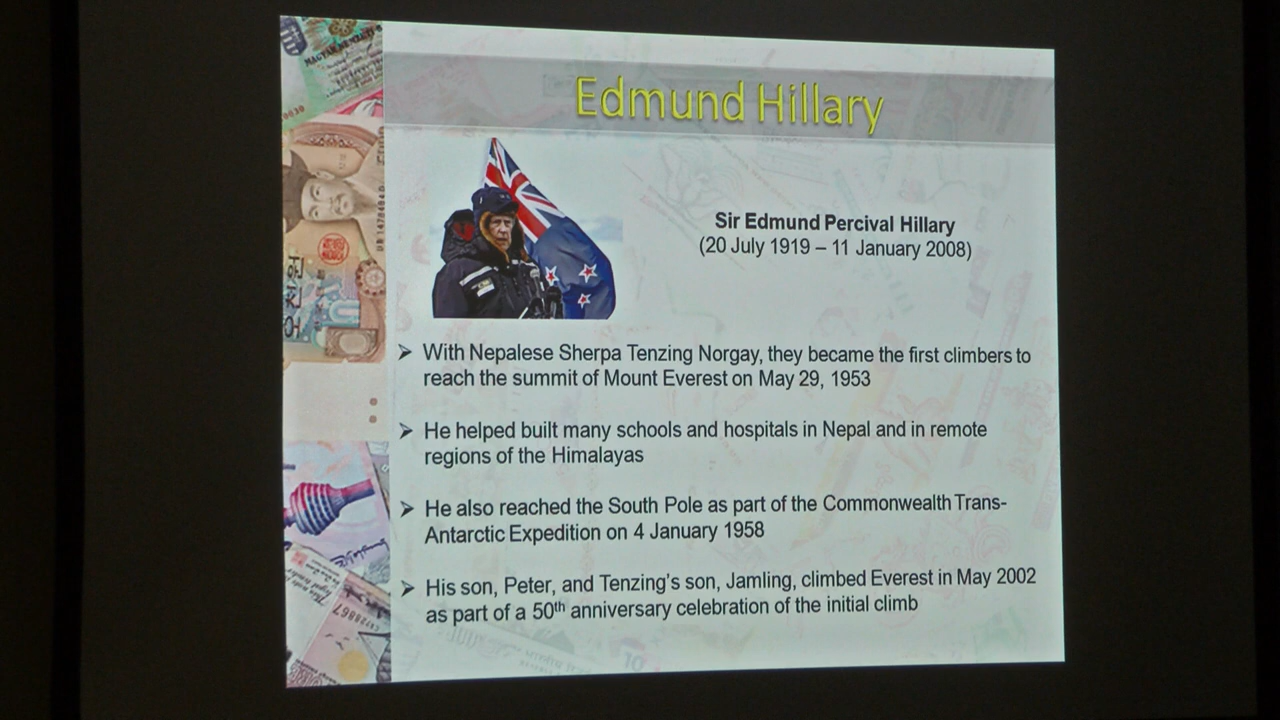 Edmund Hillary
Sir Edmund Percival Hillary
(20 July 1919 – 11 January 2008)
➢ With Nepalese Sherpa Tenzing Norgay, they became the first climbers to
reach the summit of Mount Everest on May 29, 1953
➢ He helped built many schools and hospitals in Nepal and in remote
regions of the Himalayas
➢ He also reached the South Pole as part of the Commonwealth Trans-
Antarctic Expedition on 4 January 1958
➢ His son, Peter, and Tenzing's son, Jamling, climbed Everest in May 2002
as part of a 50th anniversary celebration of the initial climb